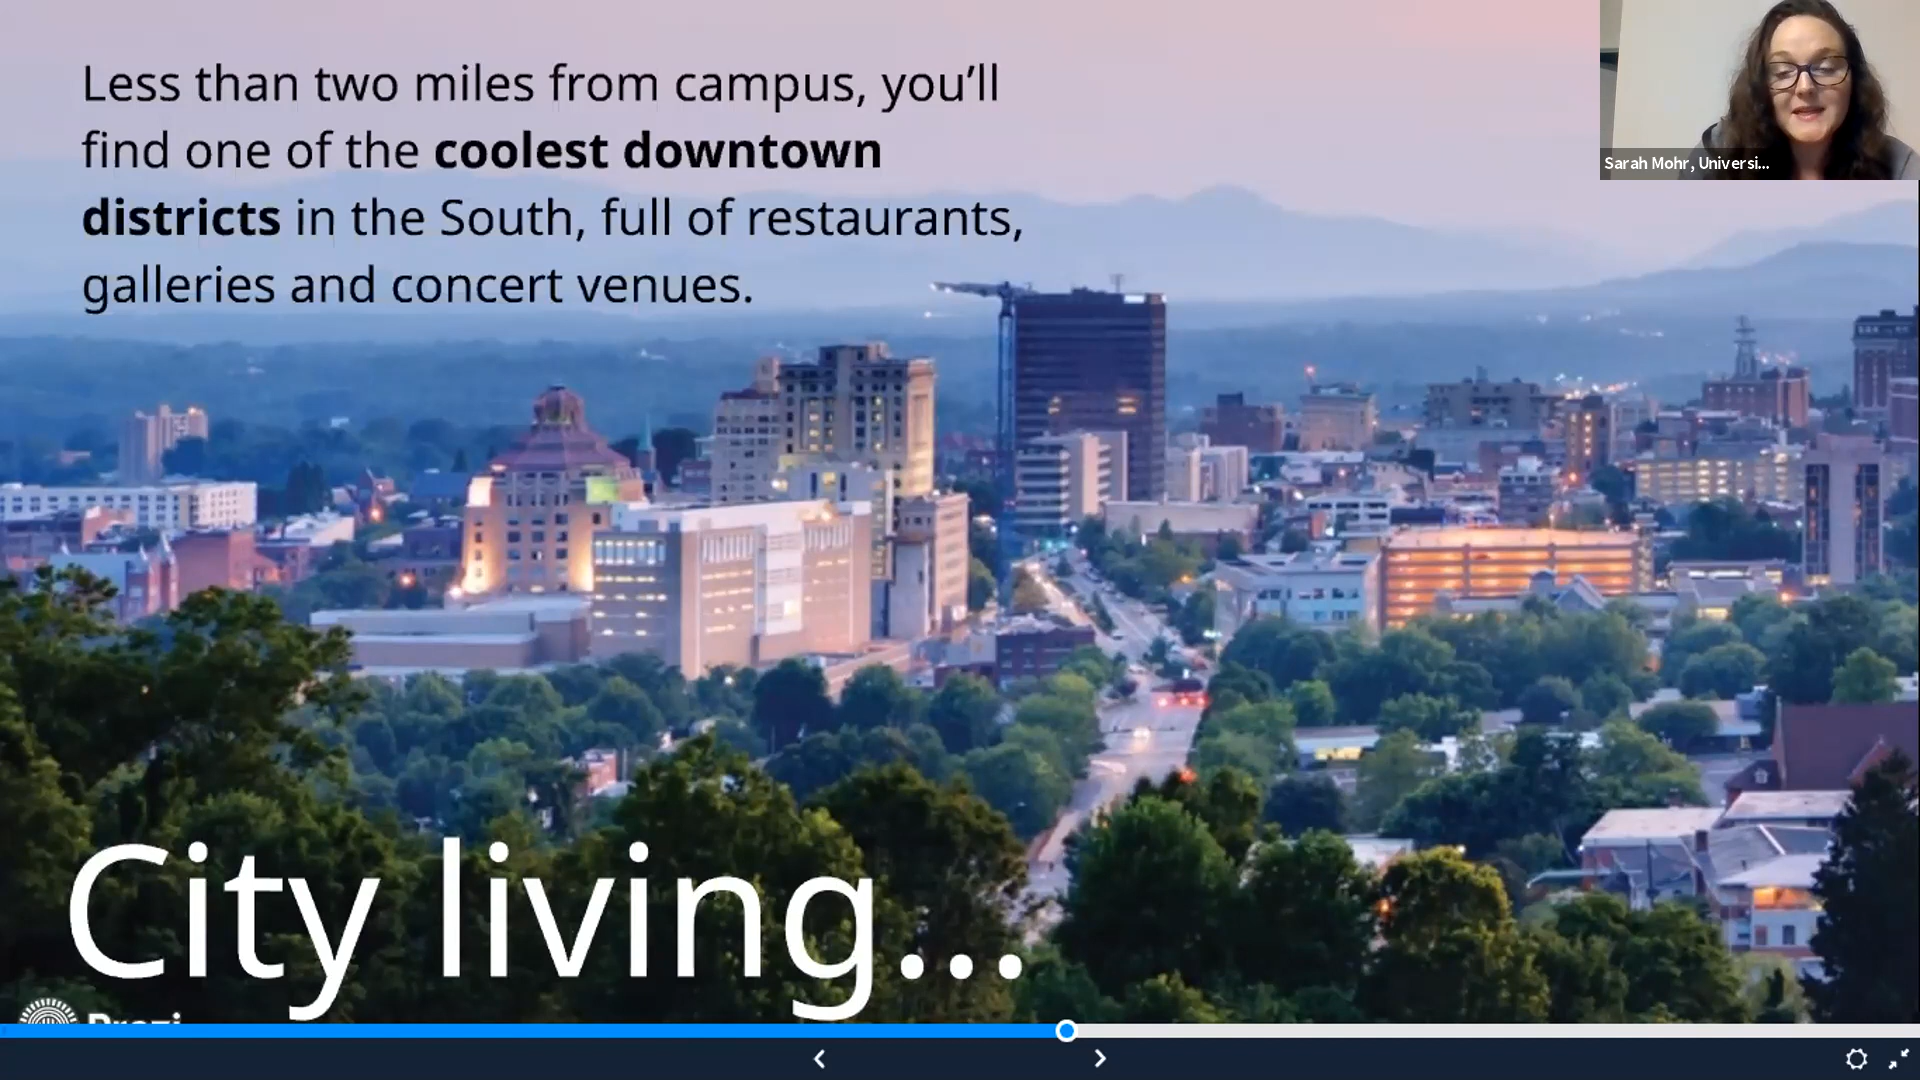 Less than two miles from campus, you’ll
find one of the coolest downtown
districts in the South, full of restaurants,
galleries and concert venues.
Sarah Mohr, Universi...
City living...
Prezi